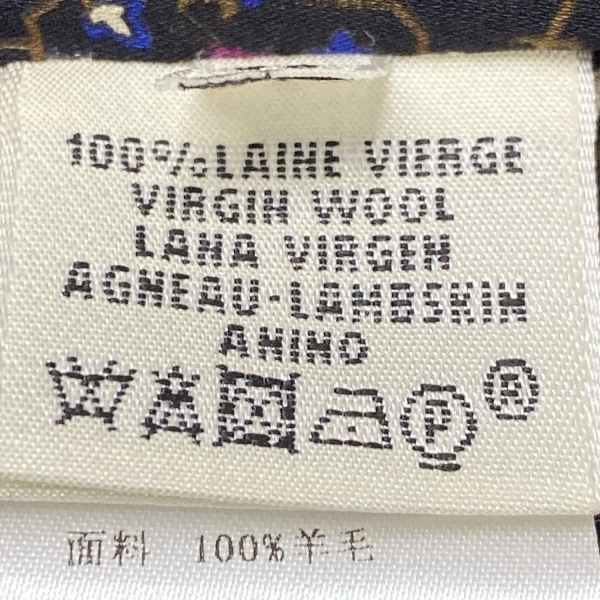 100% LAINE VIERGE
VIRGIN WOOL
LANA VIRGEN
AGNEAU-LAMBSKIN
ANINO
P R
面料 100%羊毛